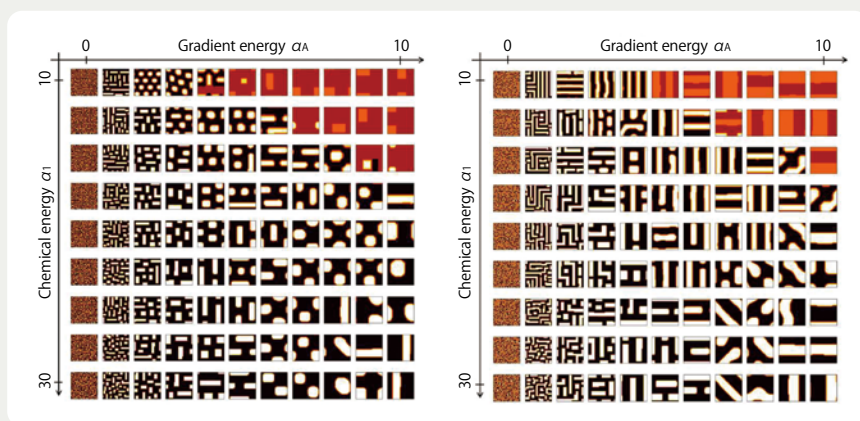 0 Gradient energy αA 10
10
Chemical energy α1
30
0 Gradient energy αA 10
10
Chemical energy α1
30